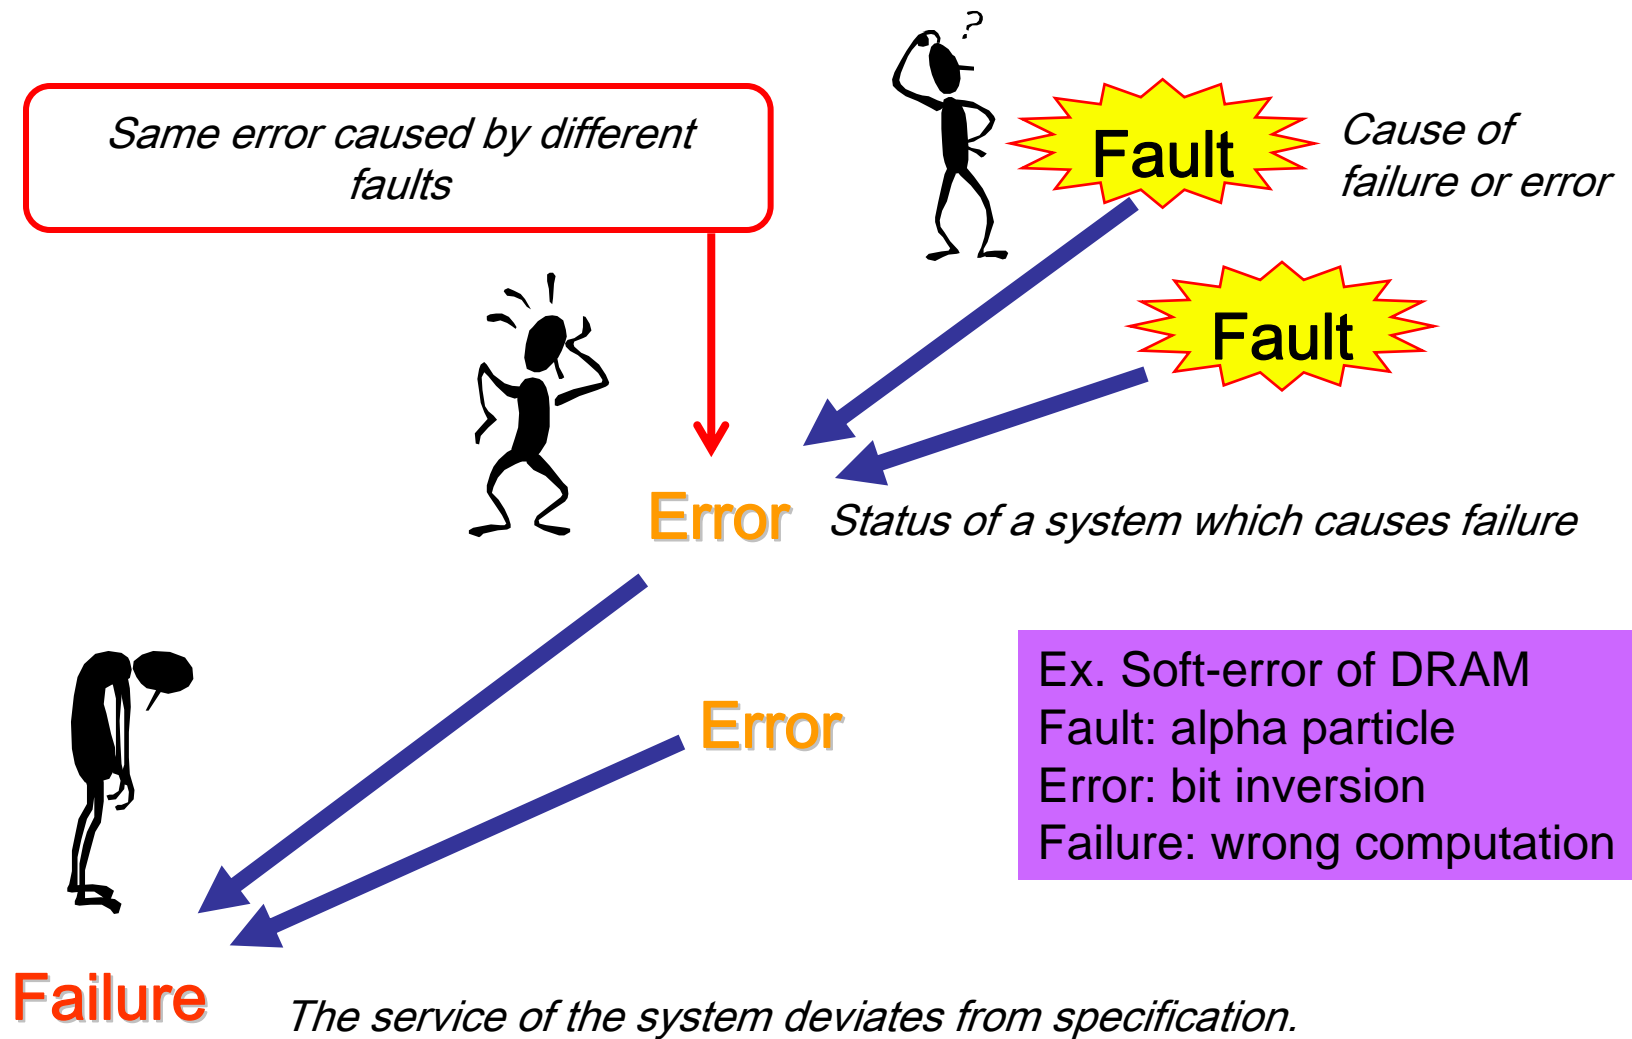 ?
Same error caused by different
faults
Fault
Cause of
failure or error
Fault
Error
Status of a system which causes failure
Error
Ex. Soft-error of DRAM
Fault: alpha particle
Error: bit inversion
Failure: wrong computation
Failure
The service of the system deviates from specification.